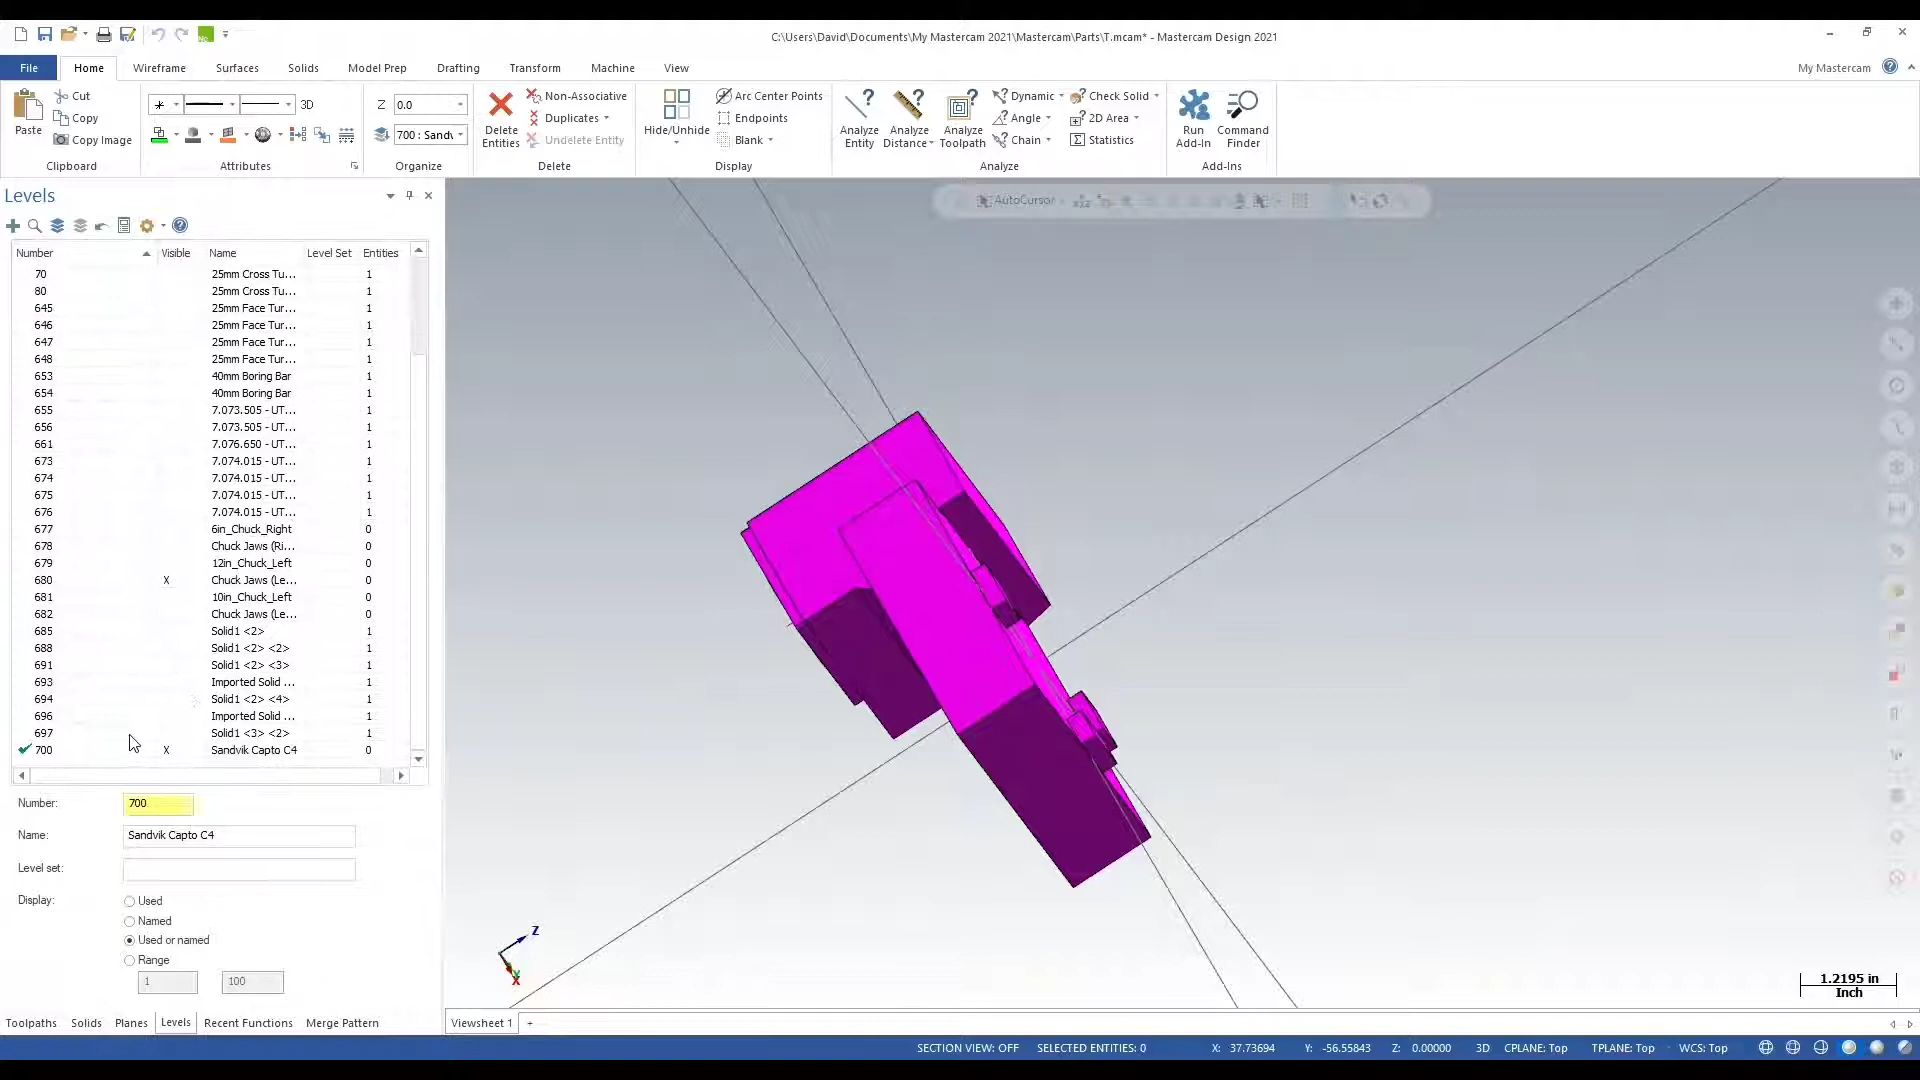 C:\Users\David\Documents\My Mastercam 2021\Mastercam\Parts\T.mcam* - Mastercam Design 2021
File Home Wireframe Surfaces Solids Model Prep Drafting Transform Machine View My Mastercam
Paste
Cut
Copy
Copy Image
Clipboard
3D
Attributes
Z 0.0
700 : Sandv
Organize
Delete Entities
Non-Associative
Duplicates
Undelete Entity
Delete
Hide/Unhide
Arc Center Points
Endpoints
Blank
Display
Analyze Entity
Analyze Distance
Analyze Toolpath
Dynamic
Angle
Chain
Check Solid
2D Area
Statistics
Analyze
Run Add-In
Command Finder
Add-Ins
Levels
AutoCursor
Number Visible Name Level Set Entities
70 25mm Cross Tu... 1
80 25mm Cross Tu... 1
645 25mm Face Tur... 1
646 25mm Face Tur... 1
647 25mm Face Tur... 1
648 25mm Face Tur... 1
653 40mm Boring Bar 1
654 40mm Boring Bar 1
655 7.073.505 - UT... 1
656 7.073.505 - UT... 1
661 7.076.650 - UT... 1
673 7.074.015 - UT... 1
674 7.074.015 - UT... 1
675 7.074.015 - UT... 1
676 7.074.015 - UT... 1
677 6in_Chuck_Right 0
678 Chuck Jaws (Ri... 0
679 12in_Chuck_Left 0
680 X Chuck Jaws (Le... 0
681 10in_Chuck_Left 0
682 Chuck Jaws (Le... 0
685 Solid1 <2> 1
688 Solid1 <2> <2> 1
691 Solid1 <2> <3> 1
693 Imported Solid ... 1
694 Solid1 <2> <4> 1
696 Imported Solid ... 1
697 Solid1 <3> <2> 1
700 X Sandvik Capto C4 0
Number: 700
Name: Sandvik Capto C4
Level set:
Display: Used
Named
Used or named
Range
1 100
Z
Y
X
1.2195 in
Inch
Toolpaths Solids Planes Levels Recent Functions Merge Pattern
Viewsheet 1 +
SECTION VIEW: OFF SELECTED ENTITIES: 0 X: 37.73694 Y: -56.55843 Z: 0.00000 3D CPLANE: Top TPLANE: Top WCS: Top